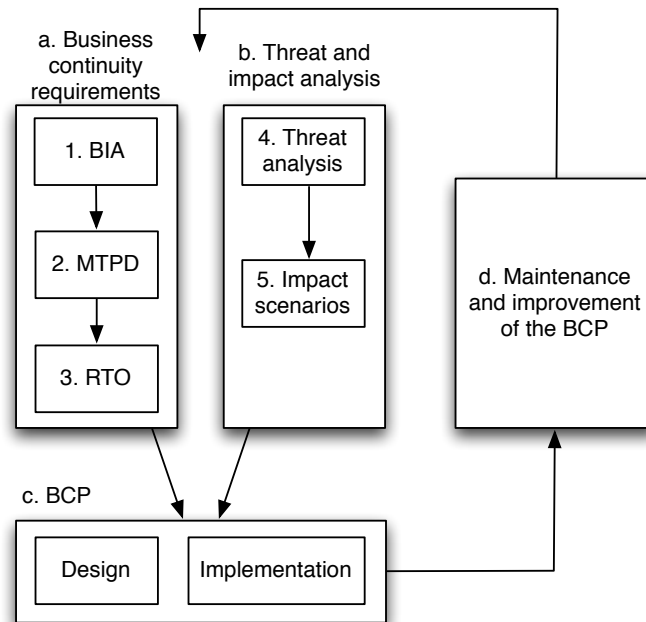 a. Business
continuity
requirements
1. BIA
2. MTPD
3. RTO
b. Threat and
impact analysis
4. Threat
analysis
5. Impact
scenarios
c. BCP
Design
Implementation
d. Maintenance
and improvement
of the BCP